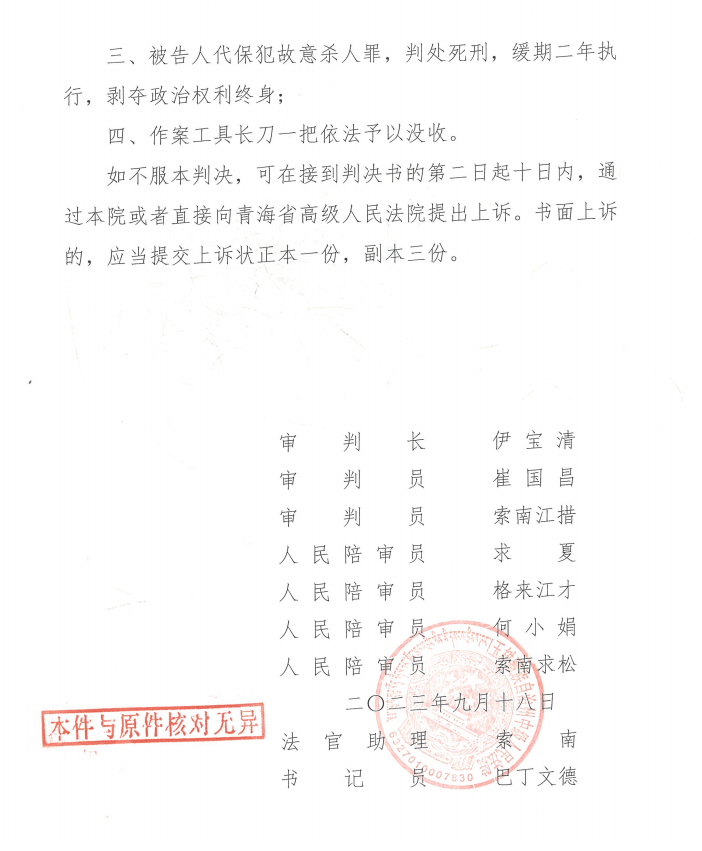 三、被告人代保犯故意杀人罪，判处死刑，缓期二年执
行，剥夺政治权利终身；
四、作案工具长刀一把依法予以没收。
如不服本判决，可在接到判决书的第二日起十日内，通
过本院或者直接向青海省高级人民法院提出上诉。书面上诉
的，应当提交上诉状正本一份，副本三份。
审判长 伊宝清
审判员 崔国昌
审判员 索南江措
人民陪审员 求夏
人民陪审员 格来江才
人民陪审员 何小娟
人民陪审员 索南求松
二〇二三年九月十八日
本件与原件核对无异
法官助理 索南
书记员 巴丁文德
6327010007630